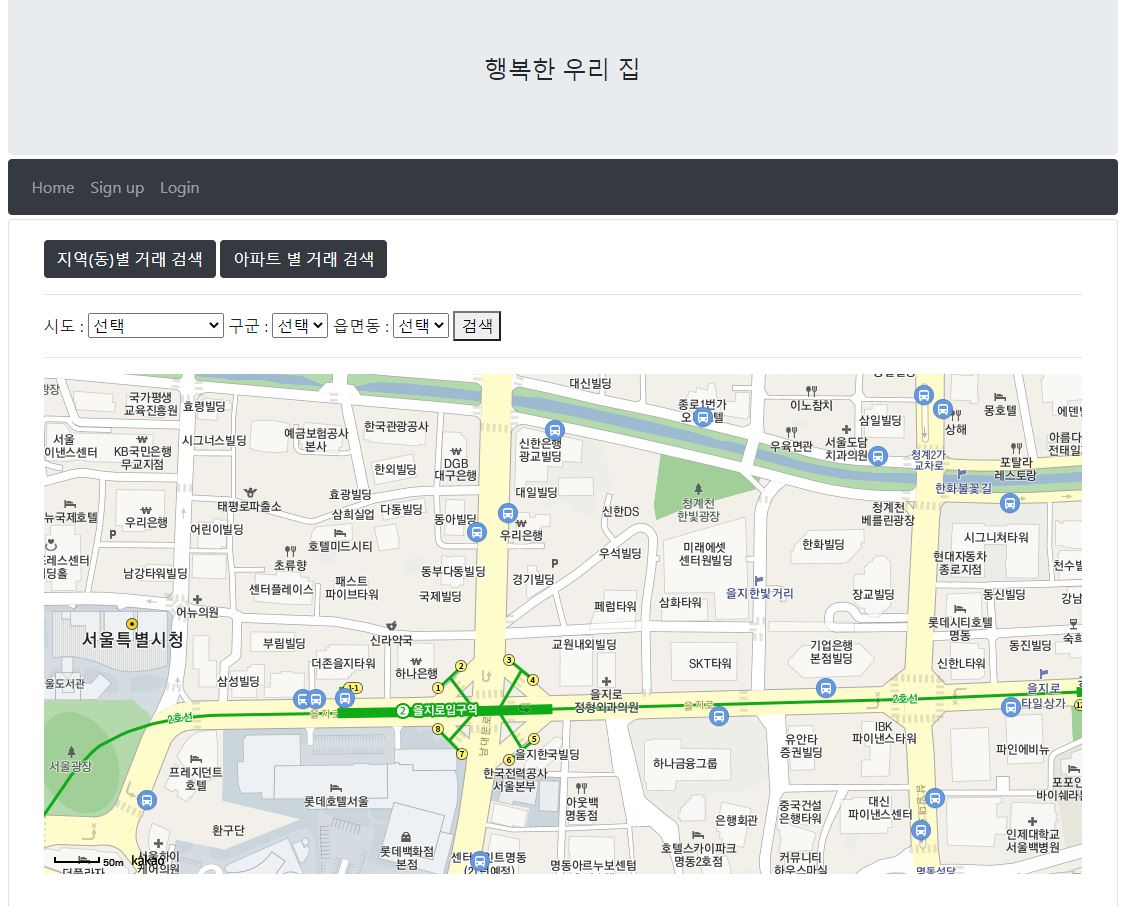 행복한 우리 집
Home Sign up Login
지역(동)별 거래 검색 아파트 별 거래 검색
시도 : 선택 구군 : 선택 읍면동 : 선택 검색
광장
국가평생
교육진흥원
효령빌딩
대신빌딩
종로1번가
이노참치
삼일빌딩
몽호텔
에덴빌
서울
이낸스센터
KB국민은행
무교지점
시그너스빌딩
예금보험공사
본사
한국관광공사
한외빌딩
DGB
대구은행
신한은행
광교빌딩
우육면관
서울도담
치과의원
상해
청계2가
교차로
포탈라
레스토랑
아름다
전태일
뉴국제호텔
우리은행
태평로파출소
어린이빌딩
P
효광빌딩
삼희실업
다동빌딩
동아빌딩
대일빌딩
우리은행
신한DS
청계천
한빛광장
한화불꽃길
청계천
베를린광장
프레스센터
남강타워빌딩
초류향
호텔미드시티
센터플레이스
패스트
파이브타워
동부다동빌딩
국제빌딩
경기빌딩
P
우석빌딩
미래에셋
센터원빌딩
한화빌딩
시그니쳐타워
현대자동차
종로지점
을지한빛거리
페럼타워
삼화타워
장교빌딩
동신빌딩
서울특별시청
어뉴의원
부림빌딩
신라약국
교원내외빌딩
SKT타워
기업은행
본점빌딩
롯데시티호텔
명동
동진빌딩
울도서관
삼성빌딩
더존을지타워
하나은행
1
2
3
4
을지로
정형외과의원
신한L타워
을지로
타일상가
2호선
을지로
2 을지로입구역
을지로
2호선
8
7
6
5
서울광장
프레지던트
호텔
을지한국빌딩
한국전력공사
서울본부
하나금융그룹
유안타
증권빌딩
IBK
파이낸스타워
파인에비뉴
환구단
롯데호텔서울
롯데백화점
본점
아웃백
명동점
은행회관
중국건설
은행타워
대신
파이낸스센터
인제대학교
서울백병원
호텔스카이파크
명동2호점
명동아르누보센텀
커뮤니티
하우스마실
명동성당
50m kakao